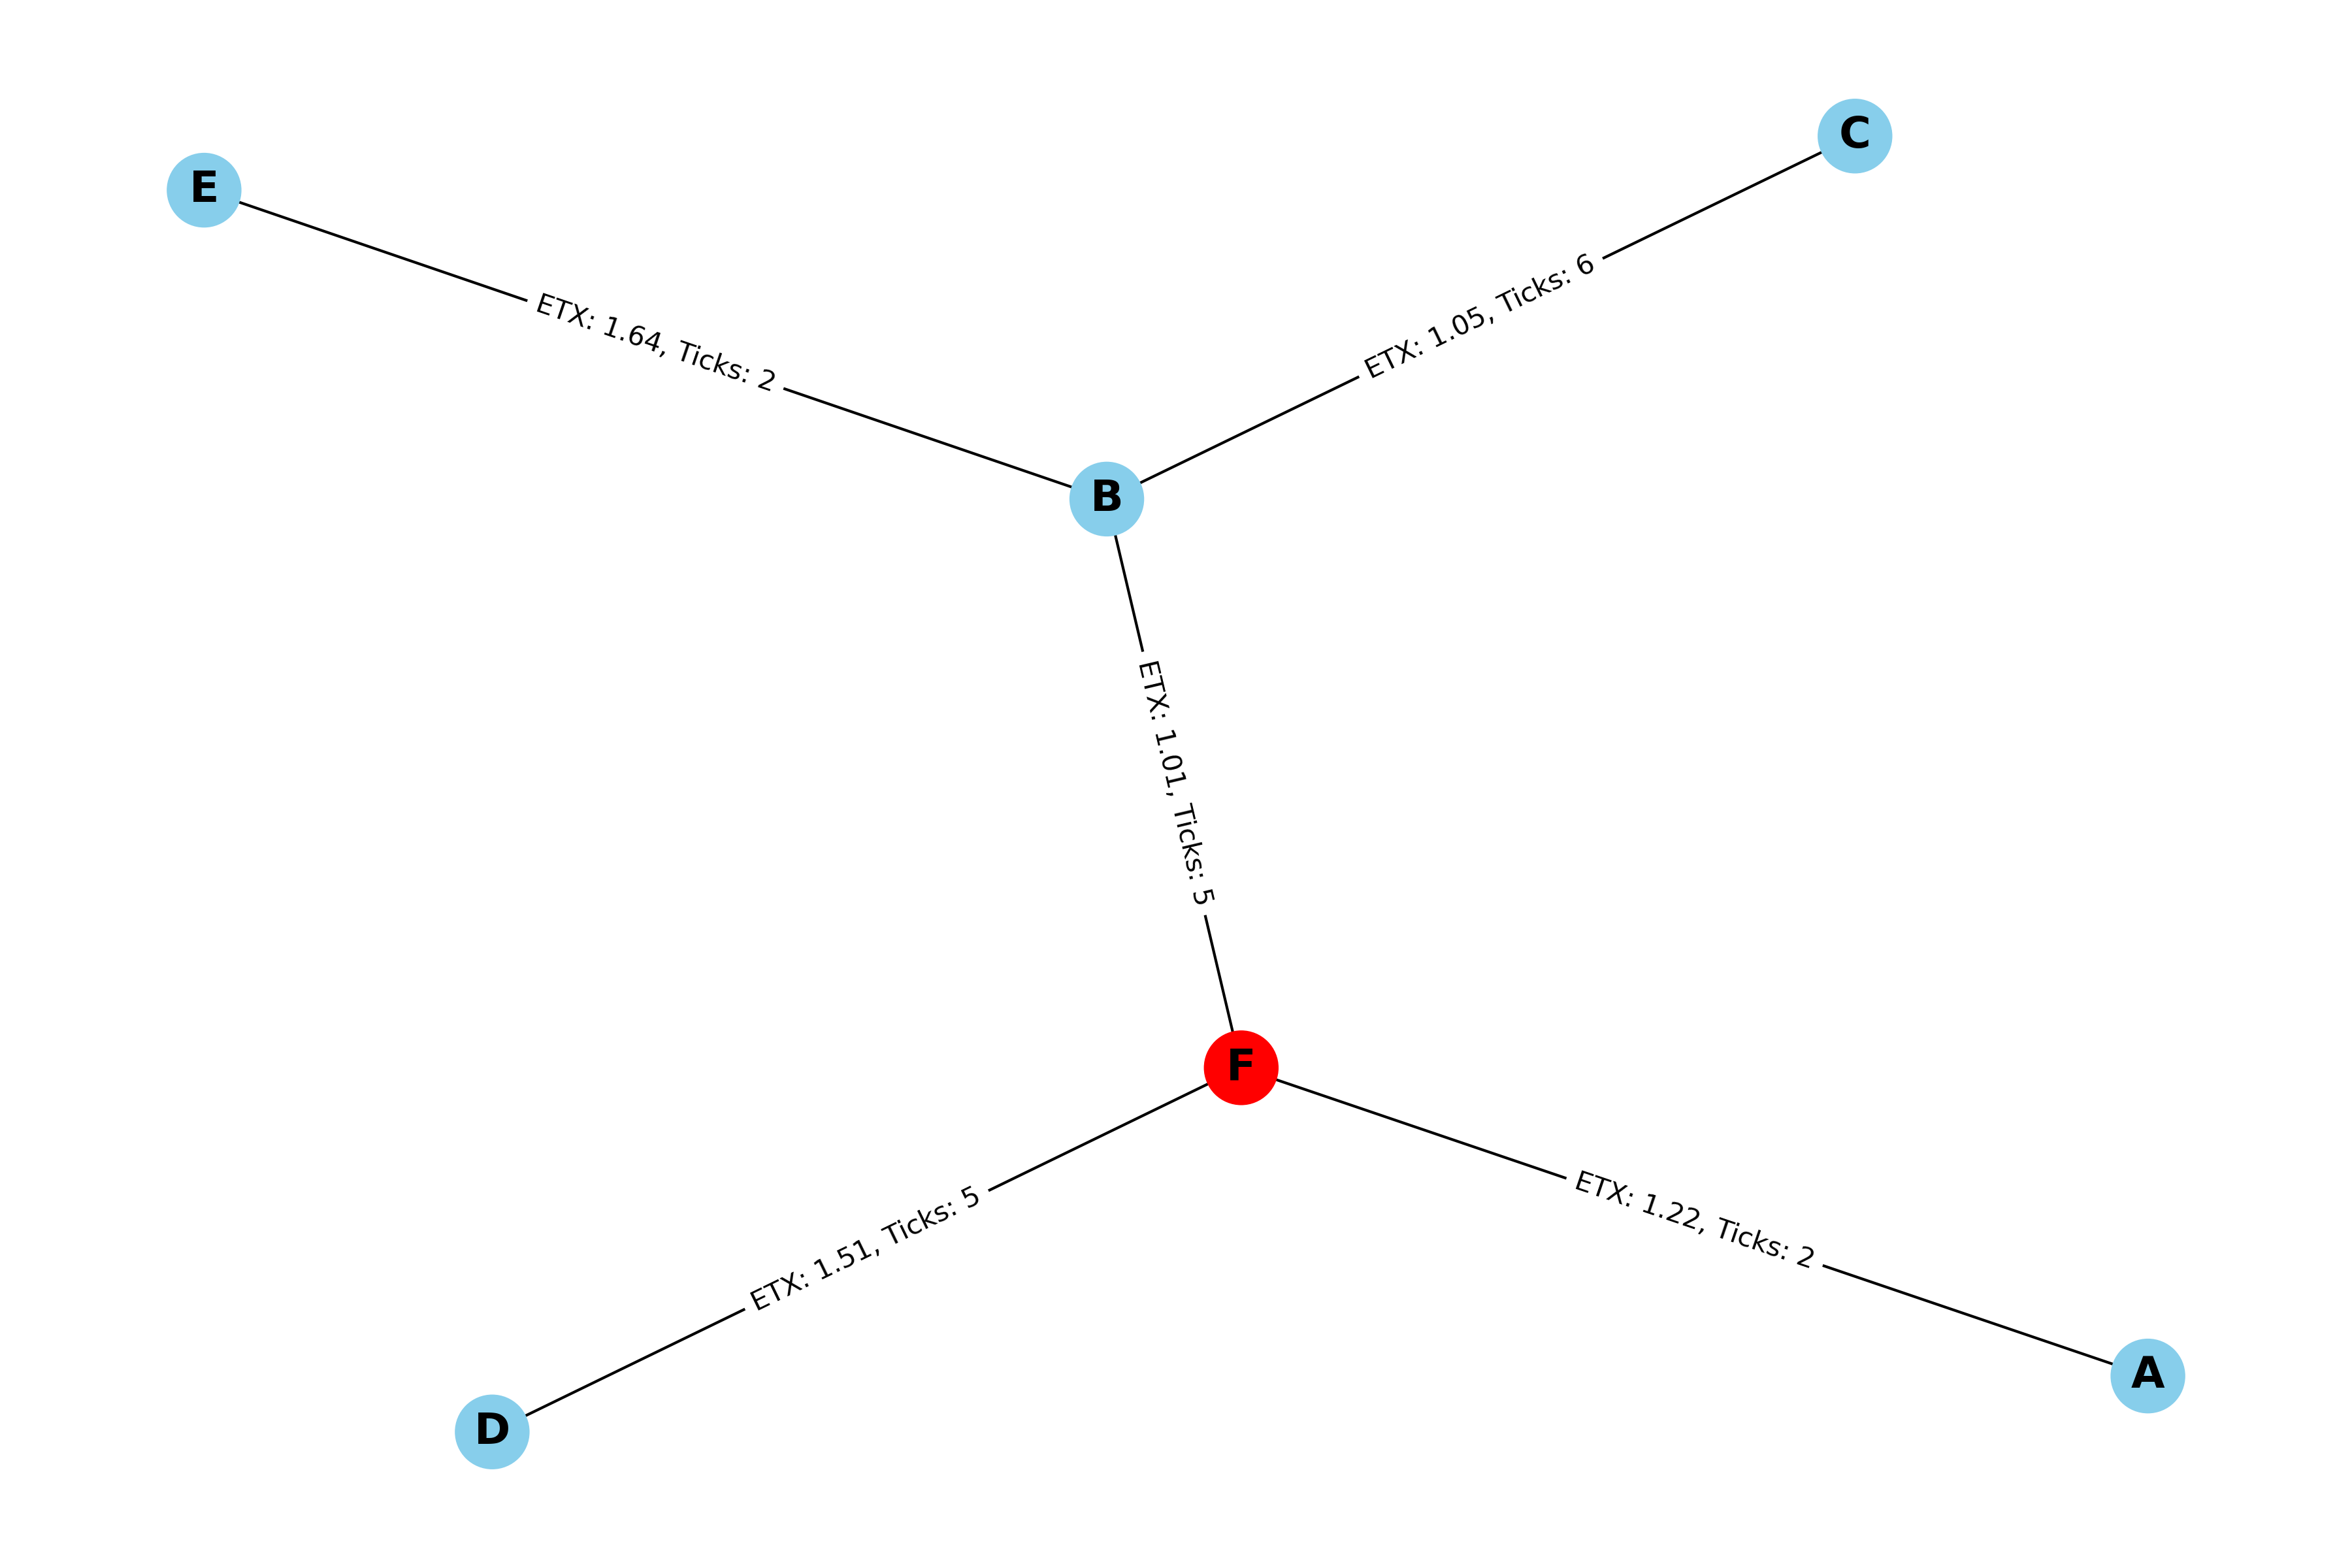 C
E
ETX: 1.05, Ticks: 6
ETX: 1.64, Ticks: 2
B
ETX: 1.01, Ticks: 5
F
ETX: 1.22, Ticks: 2
ETX: 1.51, Ticks: 5
A
D